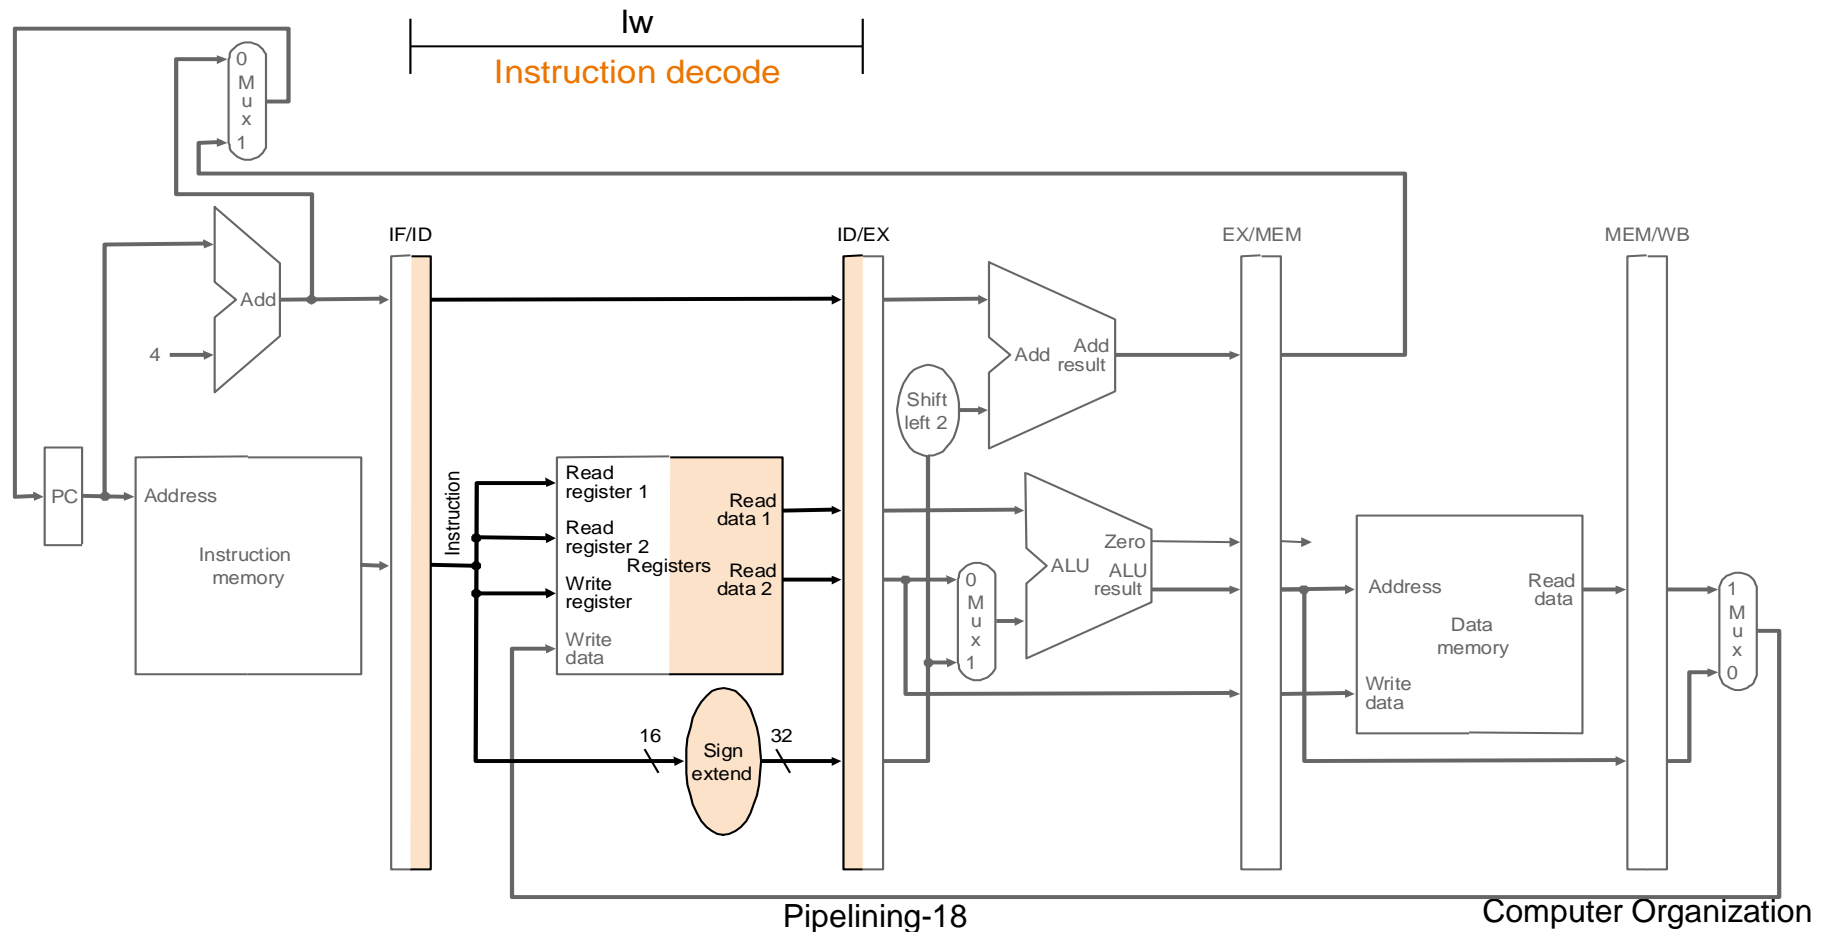 lw
Instruction decode
0
M
u
x
1
IF/ID
ID/EX
EX/MEM
MEM/WB
Add
4
Add
Add
result
Shift
left 2
PC
Address
Instruction
memory
Instruction
Read
register 1
Read
register 2
Write
register
Write
data
Registers
Read
data 1
Read
data 2
0
M
u
x
1
Zero
ALU
ALU
result
Address
Read
data
Data
memory
Write
data
1
M
u
x
0
16
Sign
extend
32
Pipelining-18
Computer Organization